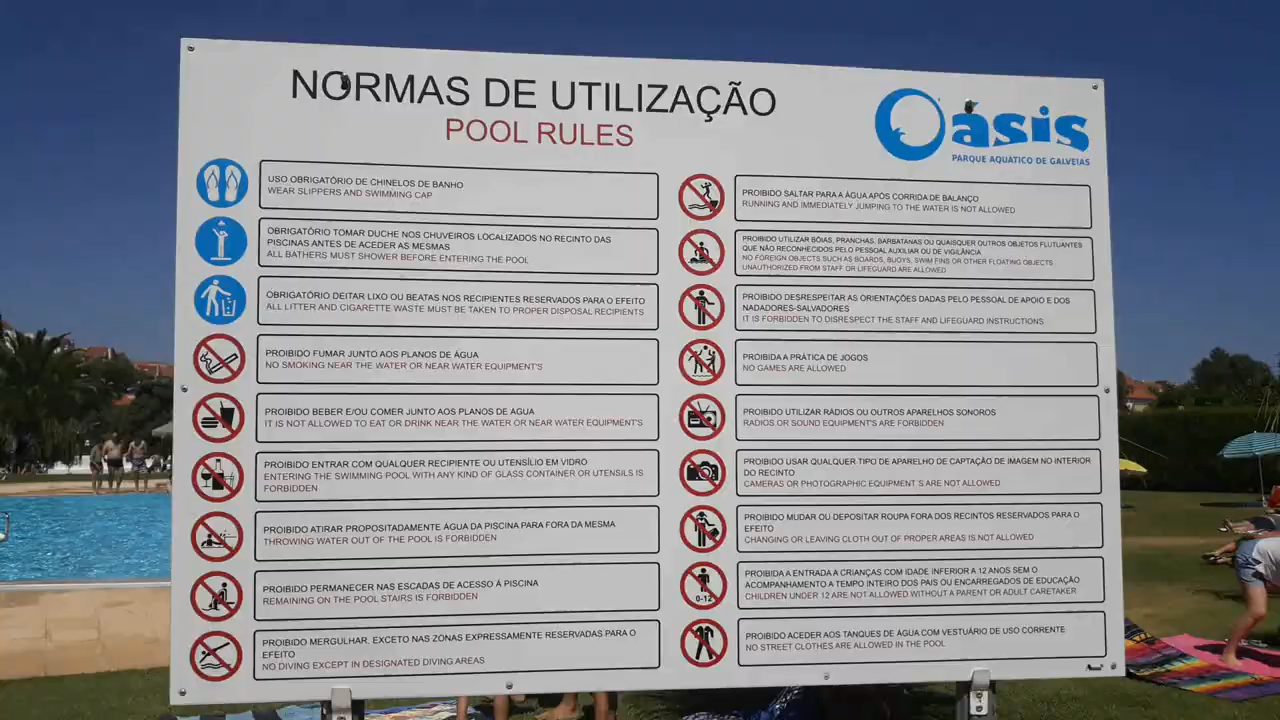 NORMAS DE UTILIZAÇÃO
POOL RULES
Oásis
PARQUE AQUÁTICO DE GALVEIAS
USO OBRIGATÓRIO DE CHINELOS DE BANHO
WEAR SLIPPERS AND SWIMMING CAP
OBRIGATÓRIO TOMAR DUCHE NOS CHUVEIROS LOCALIZADOS NO RECINTO DAS
PISCINAS ANTES DE ACEDER AS MESMAS
ALL BATHERS MUST SHOWER BEFORE ENTERING THE POOL
OBRIGATÓRIO DEITAR LIXO OU BEATAS NOS RECIPIENTES RESERVADOS PARA O EFEITO
ALL LITTER AND CIGARETTE WASTE MUST BE TAKEN TO PROPER DISPOSAL RECIPIENTS
PROIBIDO FUMAR JUNTO AOS PLANOS DE ÁGUA
NO SMOKING NEAR THE WATER OR NEAR WATER EQUIPMENT'S
PROIBIDO BEBER E/OU COMER JUNTO AOS PLANOS DE AGUA
IT IS NOT ALLOWED TO EAT OR DRINK NEAR THE WATER OR NEAR WATER EQUIPMENT'S
PROIBIDO ENTRAR COM QUALQUER RECIPIENTE OU UTENSÍLIO EM VIDRO
ENTERING THE SWIMMING POOL WITH ANY KIND OF GLASS CONTAINER OR UTENSILS IS
FORBIDDEN
PROIBIDO ATIRAR PROPOSITADAMENTE ÁGUA DA PISCINA PARA FORA DA MESMA
THROWING WATER OUT OF THE POOL IS FORBIDDEN
PROIBIDO PERMANECER NAS ESCADAS DE ACESSO À PISCINA
REMAINING ON THE POOL STAIRS IS FORBIDDEN
PROIBIDO MERGULHAR, EXCETO NAS ZONAS EXPRESSAMENTE RESERVADAS PARA O
EFEITO
NO DIVING EXCEPT IN DESIGNATED DIVING AREAS
PROIBIDO SALTAR PARA A ÁGUA APÓS CORRIDA DE BALANÇO
RUNNING AND IMMEDIATELY JUMPING TO THE WATER IS NOT ALLOWED
PROIBIDO UTILIZAR BÓIAS, PRANCHAS, BARBATANAS OU QUAISQUER OUTROS OBJETOS FLUTUANTES
QUE NÃO RECONHECIDOS PELO PESSOAL AUXILIAR OU DE VIGILÂNCIA
NO FOREIGN OBJECTS SUCH AS BOARDS, BUOYS, SWIM FINS OR OTHER FLOATING OBJECTS
UNAUTHORIZED FROM STAFF OR LIFEGUARD ARE ALLOWED
PROIBIDO DESRESPEITAR AS ORIENTAÇÕES DADAS PELO PESSOAL DE APOIO E DOS
NADADORES-SALVADORES
IT IS FORBIDDEN TO DISRESPECT THE STAFF AND LIFEGUARD INSTRUCTIONS
PROIBIDA A PRÁTICA DE JOGOS
NO GAMES ARE ALLOWED
PROIBIDO UTILIZAR RÁDIOS OU OUTROS APARELHOS SONOROS
RADIOS OR SOUND EQUIPMENT'S ARE FORBIDDEN
PROIBIDO USAR QUALQUER TIPO DE APARELHO DE CAPTAÇÃO DE IMAGEM NO INTERIOR
DO RECINTO
CAMERAS OR PHOTOGRAPHIC EQUIPMENT´S ARE NOT ALLOWED
PROIBIDO MUDAR OU DEPOSITAR ROUPA FORA DOS RECINTOS RESERVADOS PARA O
EFEITO
CHANGING OR LEAVING CLOTH OUT OF PROPER AREAS IS NOT ALLOWED
0-12
PROIBIDA A ENTRADA A CRIANÇAS COM IDADE INFERIOR A 12 ANOS SEM O
ACOMPANHAMENTO A TEMPO INTEIRO DOS PAIS OU ENCARREGADOS DE EDUCAÇÃO
CHILDREN UNDER 12 ARE NOT ALLOWED WITHOUT A PARENT OR ADULT CARETAKER
PROIBIDO ACEDER AOS TANQUES DE ÁGUA COM VESTUÁRIO DE USO CORRENTE
NO STREET CLOTHES ARE ALLOWED IN THE POOL